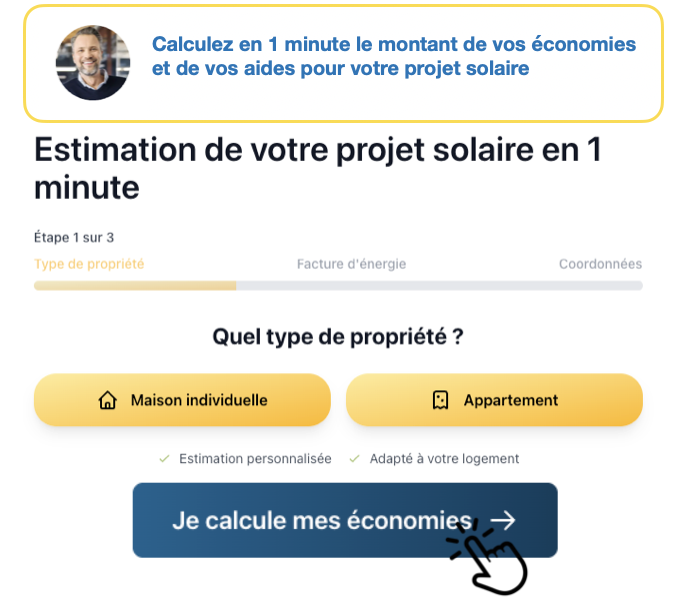 Calculez en 1 minute le montant de vos économies
et de vos aides pour votre projet solaire
Estimation de votre projet solaire en 1
minute
Étape 1 sur 3
Type de propriété
Facture d'énergie
Coordonnées
Quel type de propriété ?
Maison individuelle
Appartement
Estimation personnalisée
Adapté à votre logement
Je calcule mes économies